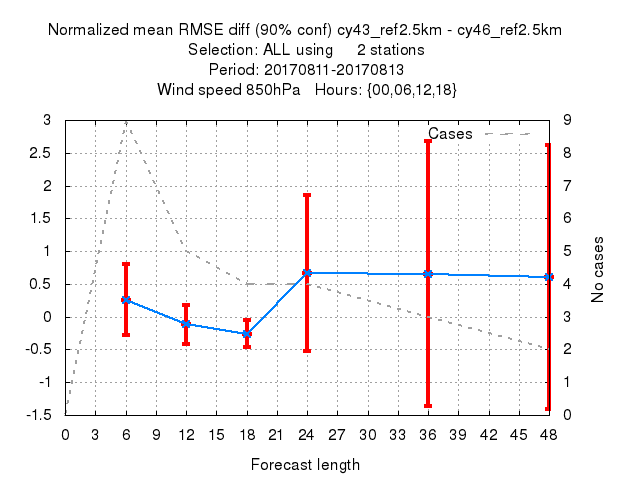 Normalized mean RMSE diff (90% conf) cy43_ref2.5km - cy46_ref2.5km
Selection: ALL using 2 stations
Period: 20170811-20170813
Wind speed 850hPa Hours: {00,06,12,18}
Cases
3
2.5
2
1.5
1
0.5
0
-0.5
-1
-1.5
9
8
7
6
5
4
3
2
1
0
No cases
0 3 6 9 12 15 18 21 24 27 30 33 36 39 42 45 48
Forecast length